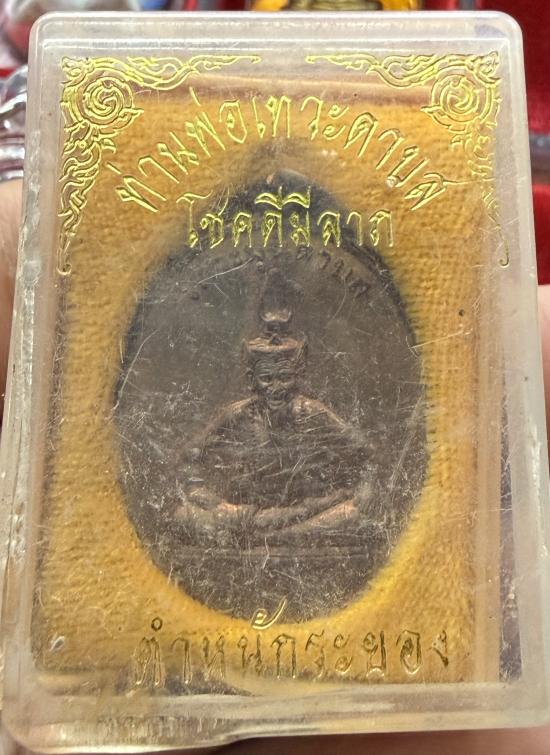 ท่านพ่อเทวะดาบส
โชคดีมีลาภ
ตำหนักระยอง